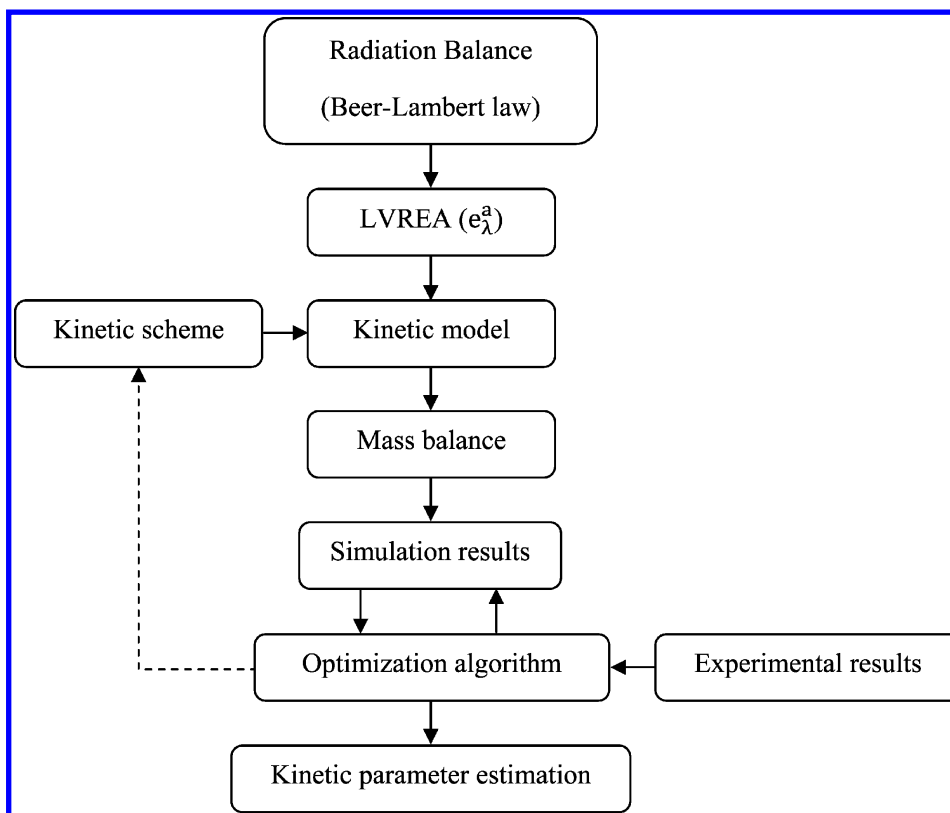 Radiation Balance
(Beer-Lambert law)
LVREA (e^a_λ)
Kinetic scheme
Kinetic model
Mass balance
Simulation results
Optimization algorithm
Experimental results
Kinetic parameter estimation